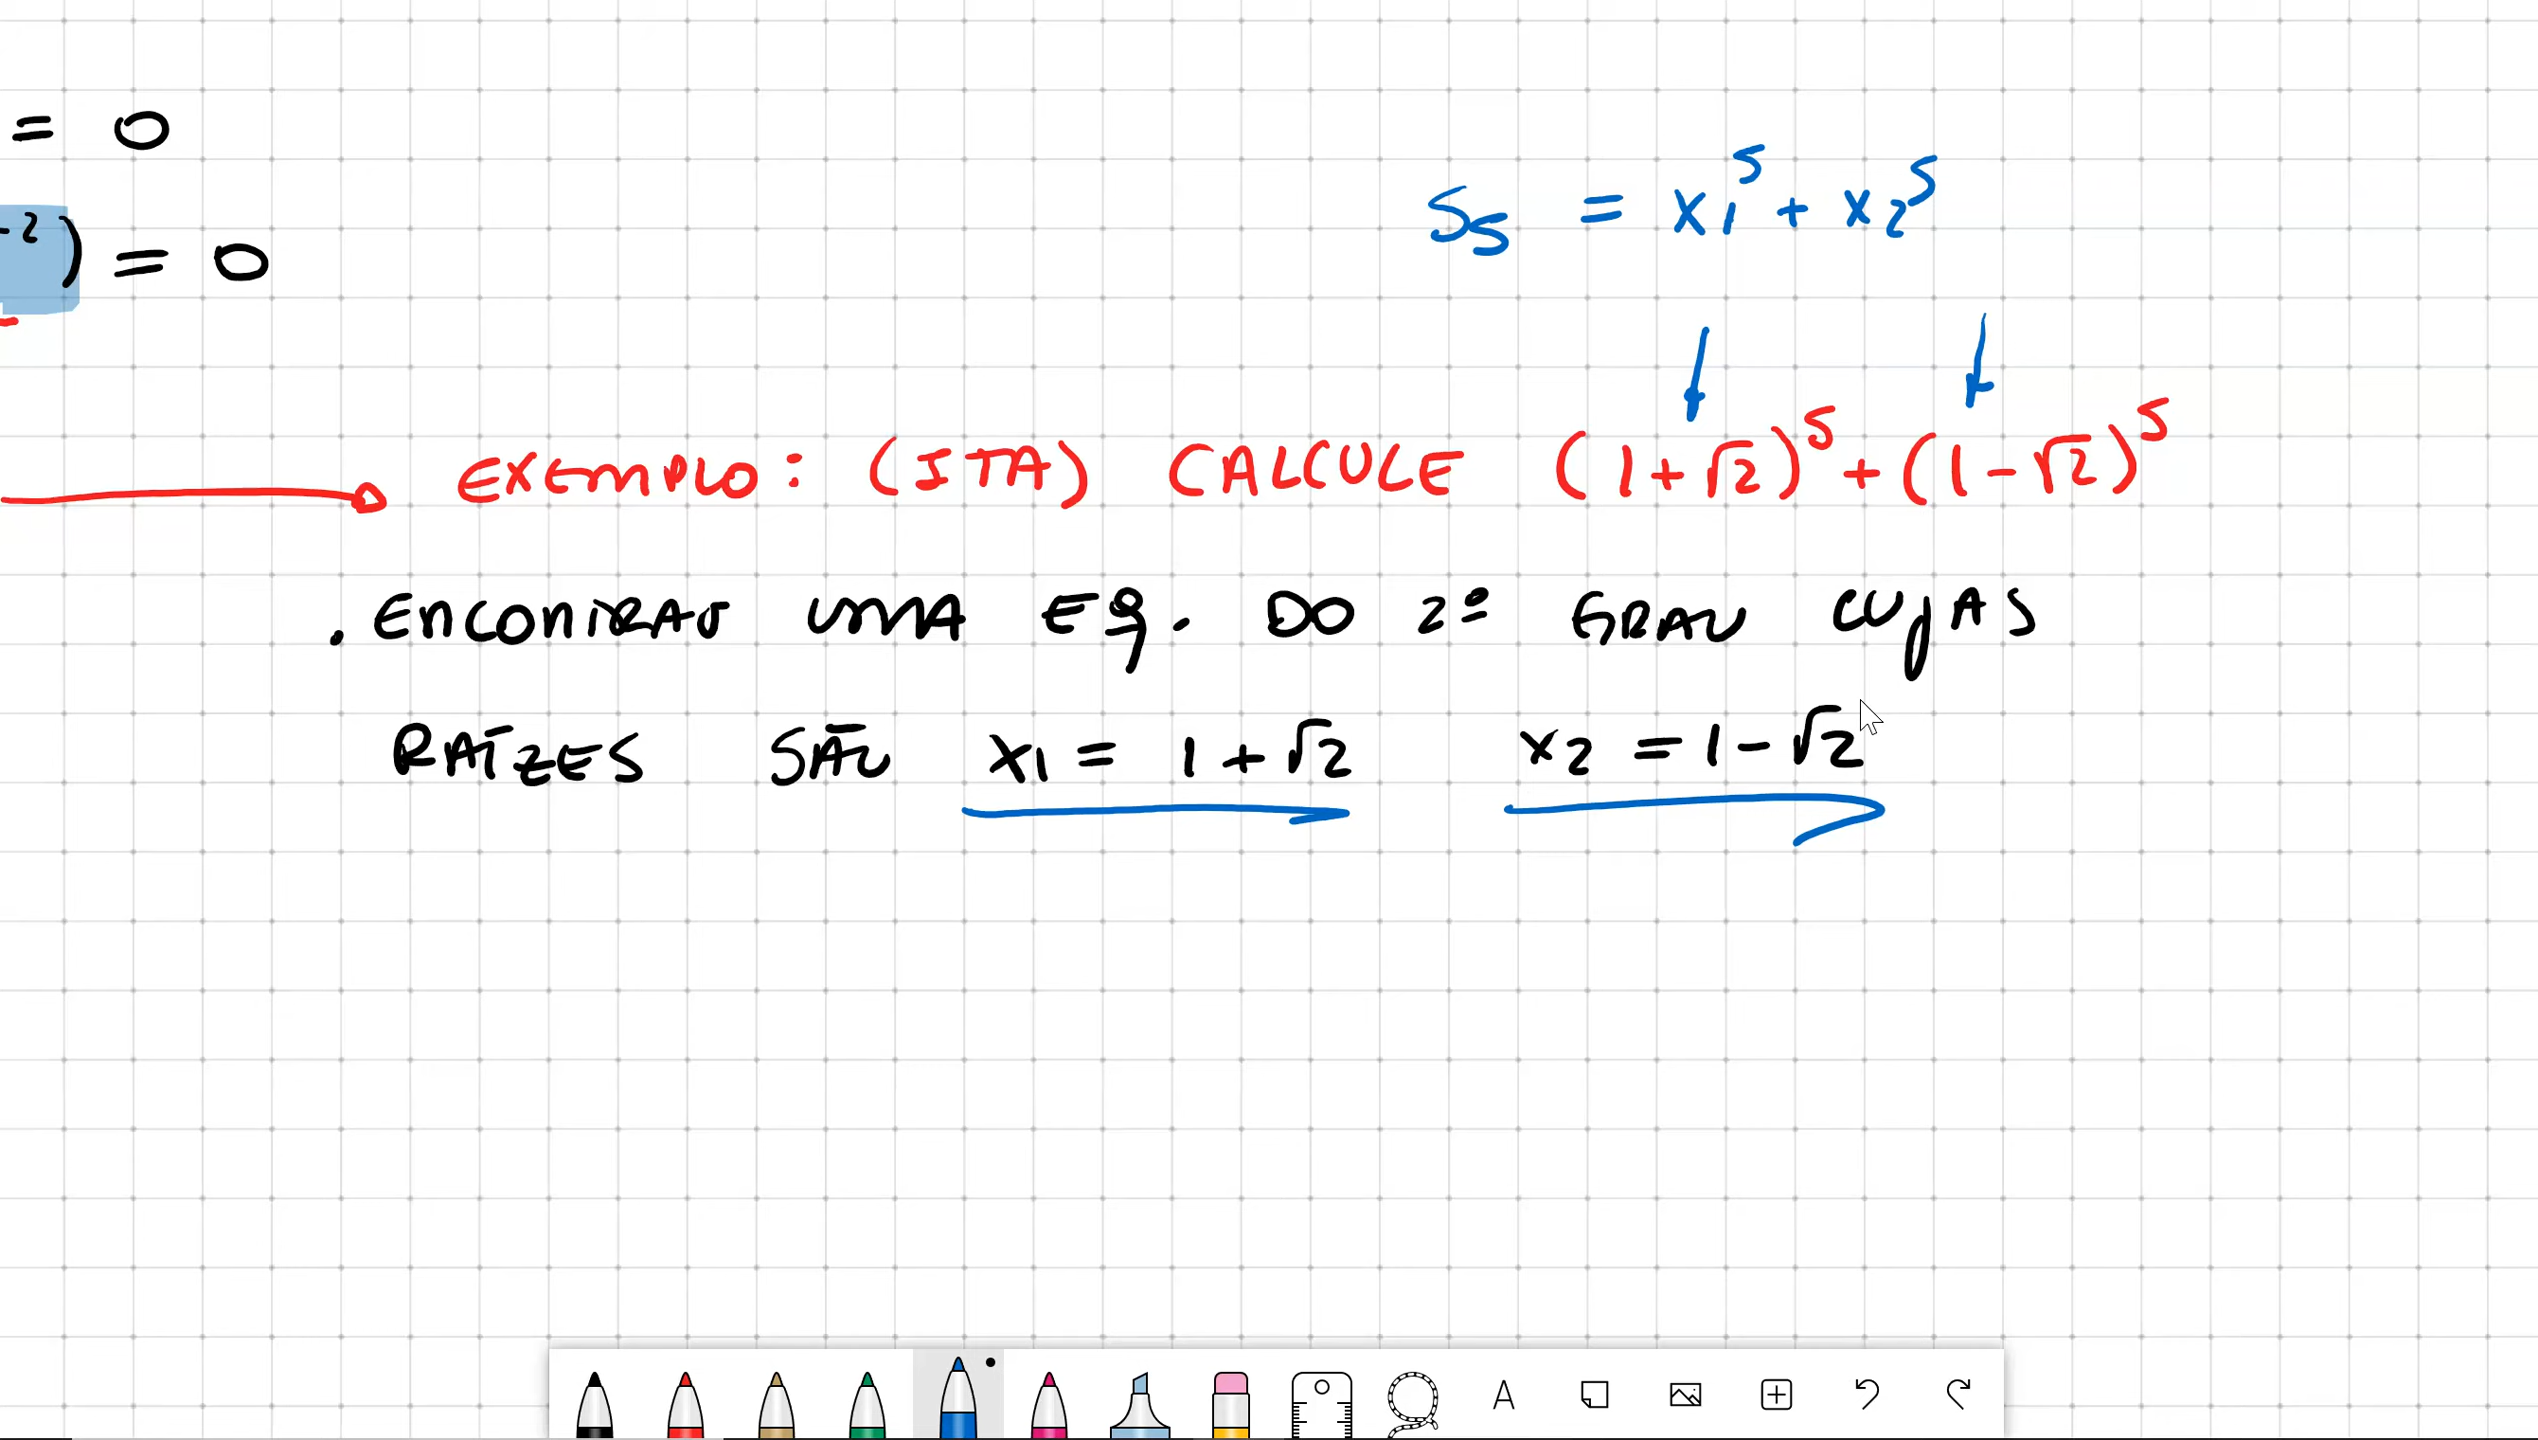 = 0
-2) = 0
S5 = x1^5 + x2^5
EXEMPLO: (ITA) CALCULE (1+√2)^5 + (1-√2)^5
. ENCONTRAR UMA EQ. DO 2º GRAU CUJAS
RAÍZES SÃO x1 = 1 + √2 x2 = 1 - √2
A